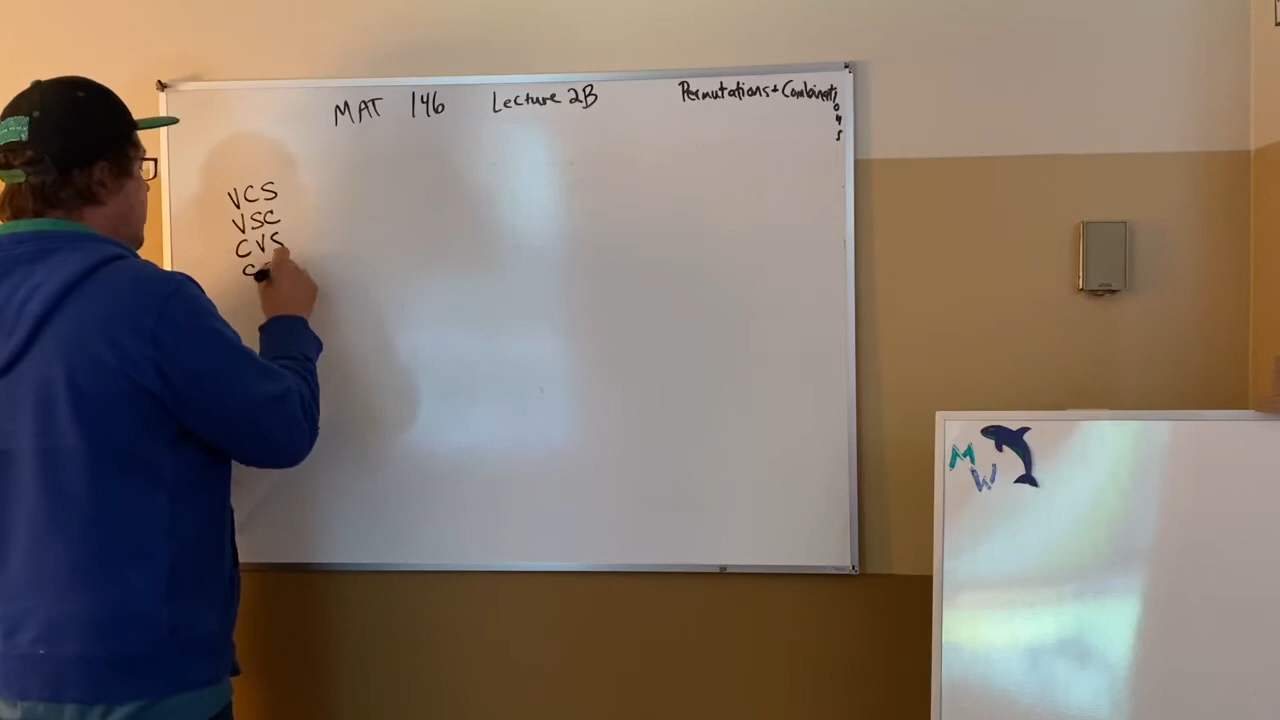 MAT 146 Lecture 2B Permutations + Combinations
VCS
VSC
CVS
C
M
W